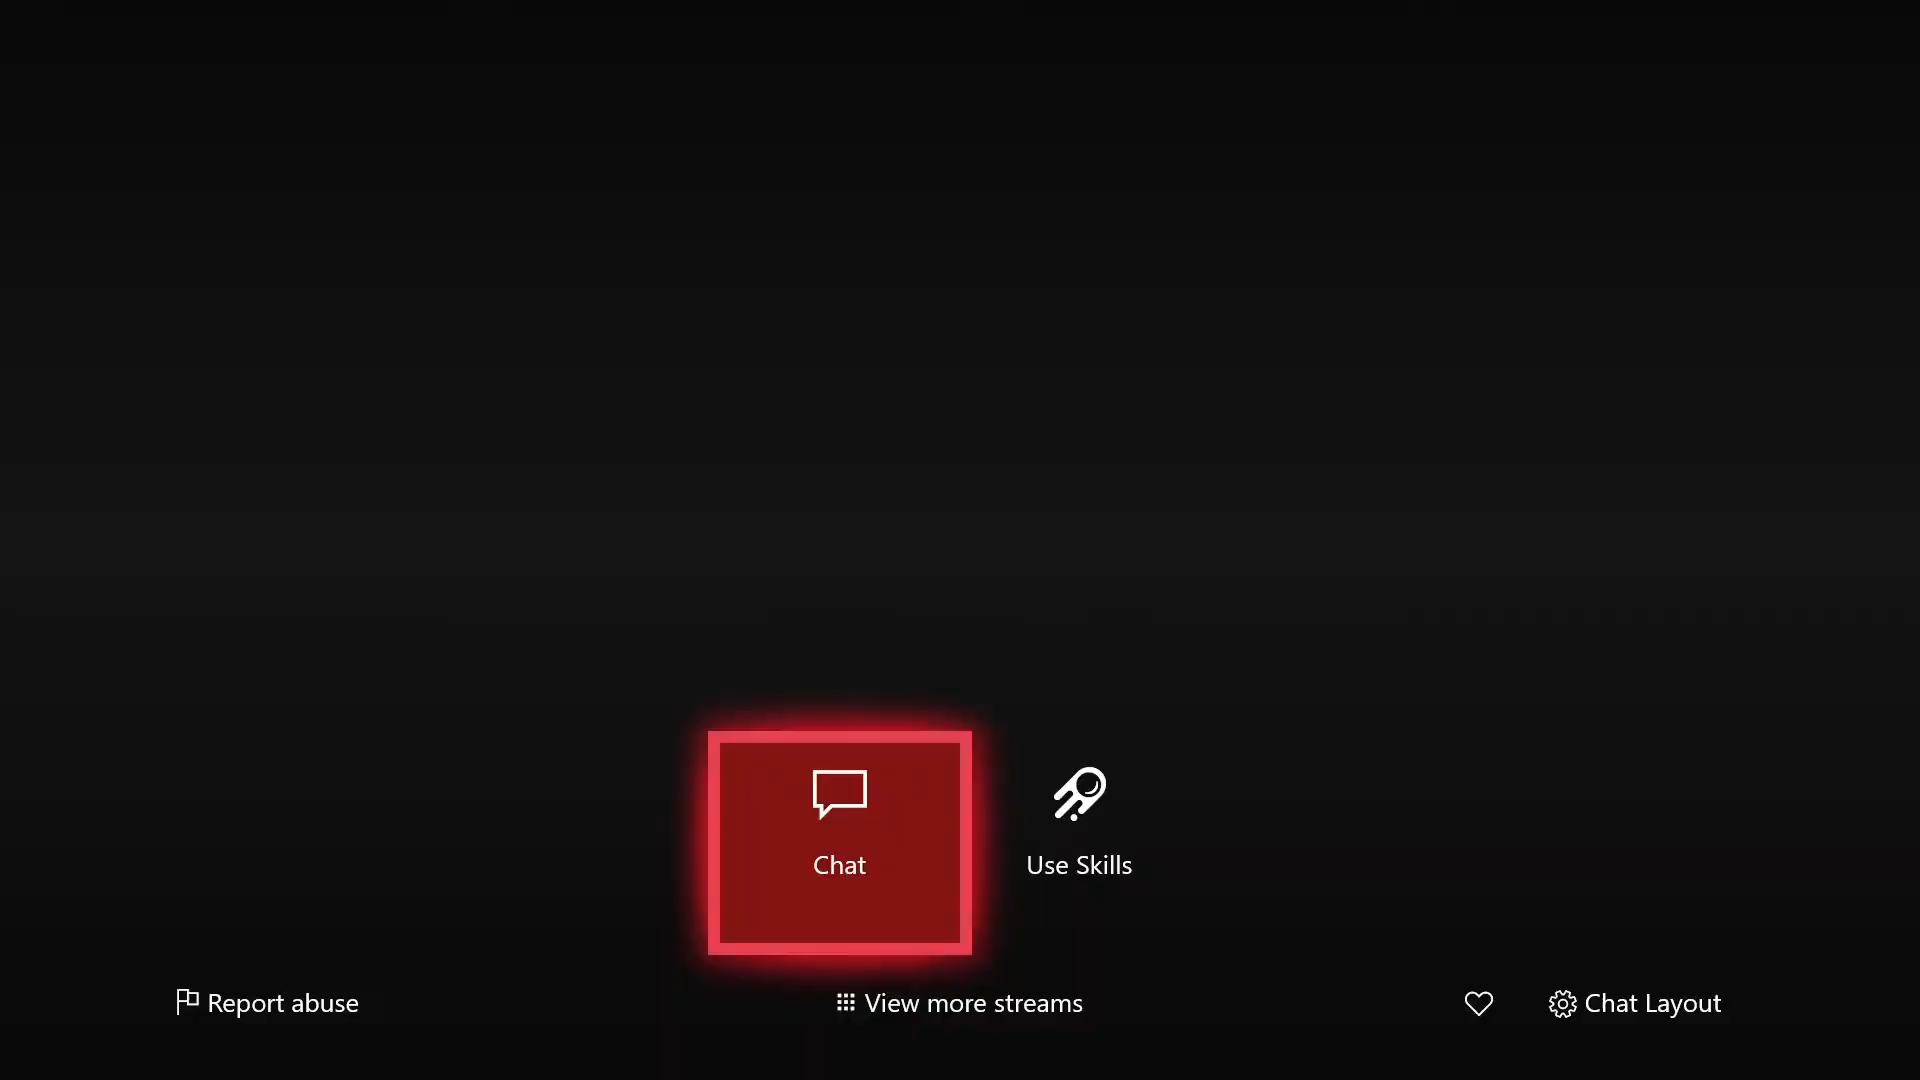 Chat
Use Skills
Report abuse
View more streams
Chat Layout